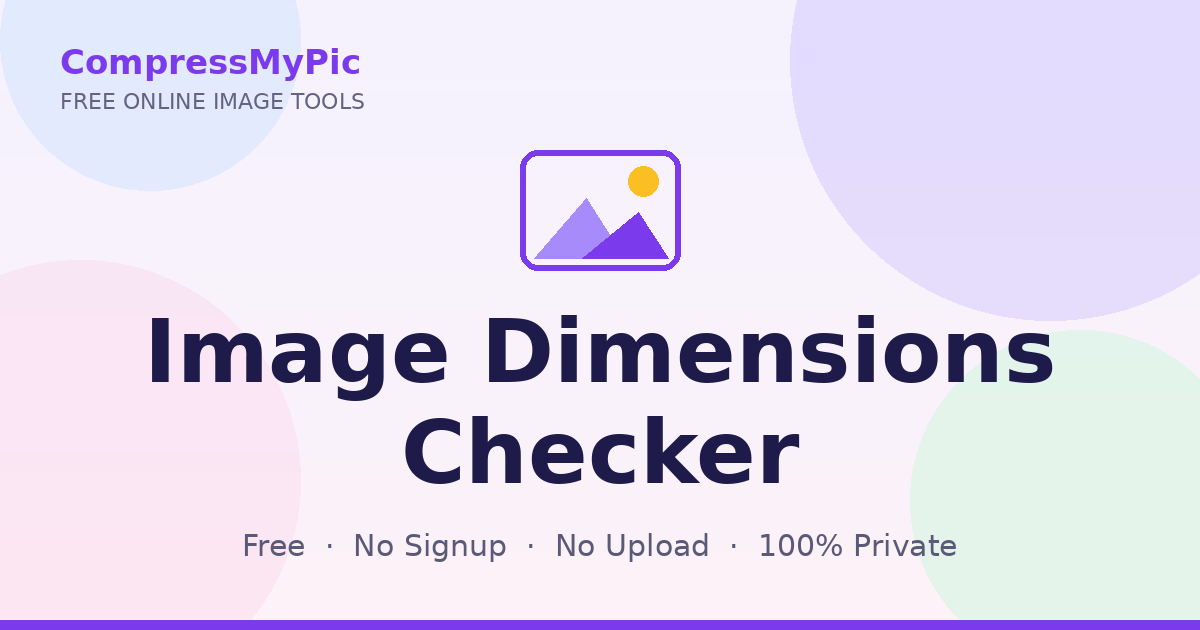 CompressMyPic
FREE ONLINE IMAGE TOOLS
Image Dimensions
Checker
Free · No Signup · No Upload · 100% Private